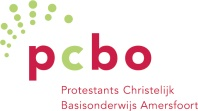 pcbo
Protestants Christelijk
Basisonderwijs Amersfoort